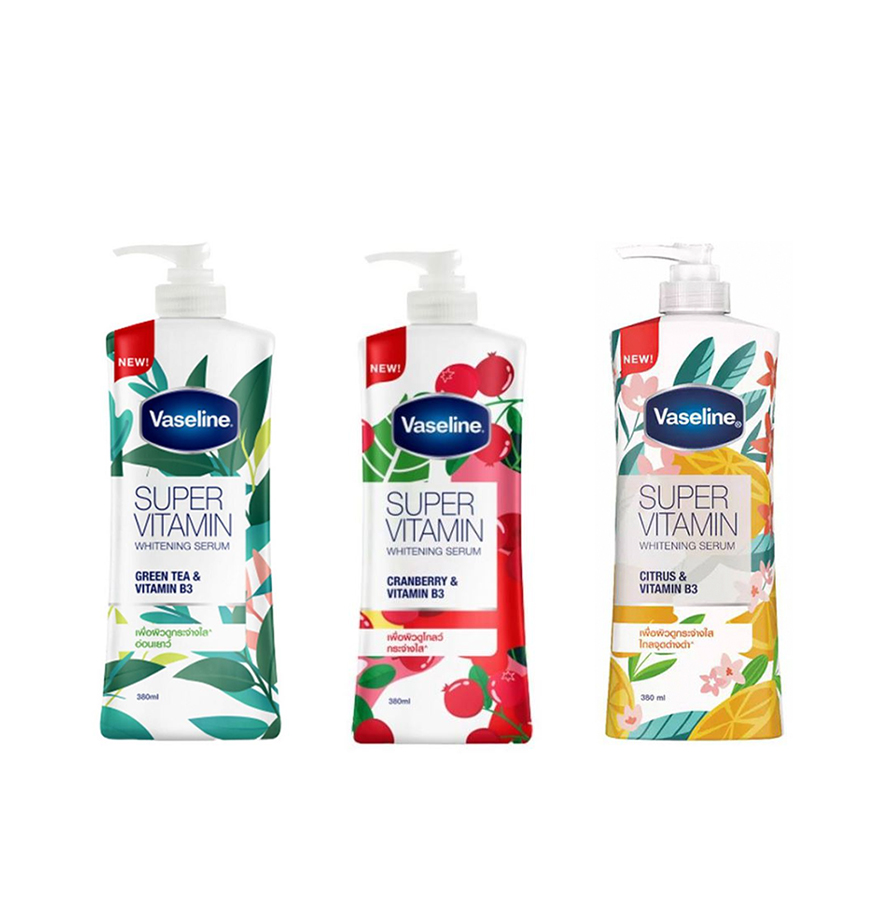 NEW!
Vaseline.
SUPER
VITAMIN
WHITENING SERUM
GREEN TEA &
VITAMIN B3
เพื่อผิวดูกระจ่างใส^
อ่อนเยาว์
380ml
NEW!
Vaseline.
SUPER
VITAMIN
WHITENING SERUM
CRANBERRY &
VITAMIN B3
เพื่อผิวดูโกลว์
กระจ่างใส^
380ml
NEW!
Vaseline®
SUPER
VITAMIN
WHITENING SERUM
CITRUS &
VITAMIN B3
เพื่อผิวดูกระจ่างใส
ไกลจุดด่างดำ^
380 ml